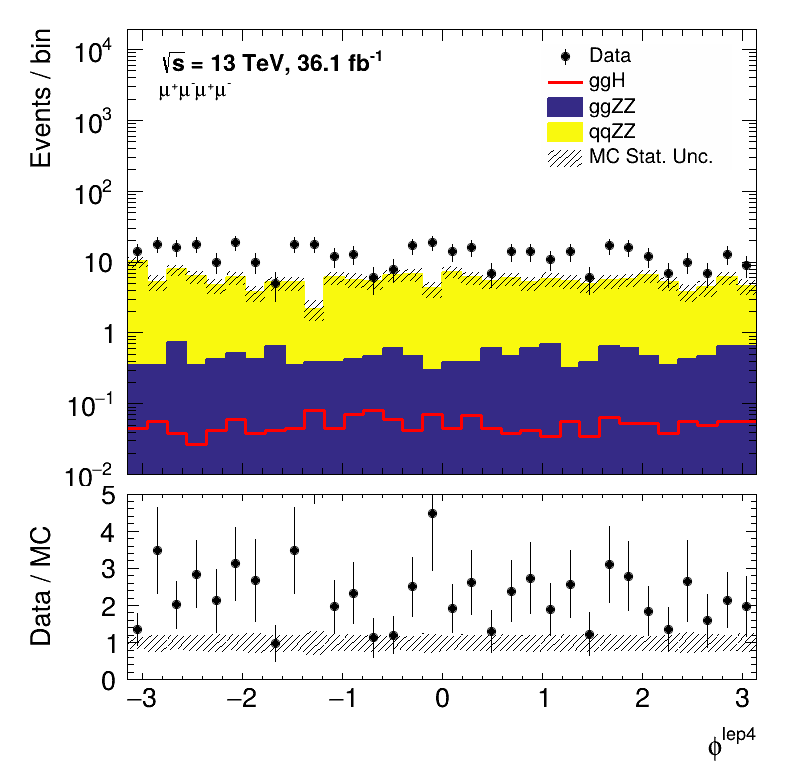 Events / bin
10⁴
10³
10²
10
1
10⁻¹
10⁻²
√s = 13 TeV, 36.1 fb⁻¹
μ⁺μ⁻μ⁺μ⁻
Data
ggH
ggZZ
qqZZ
MC Stat. Unc.
Data / MC
5
4
3
2
1
0
−3 −2 −1 0 1 2 3
ϕ^lep4